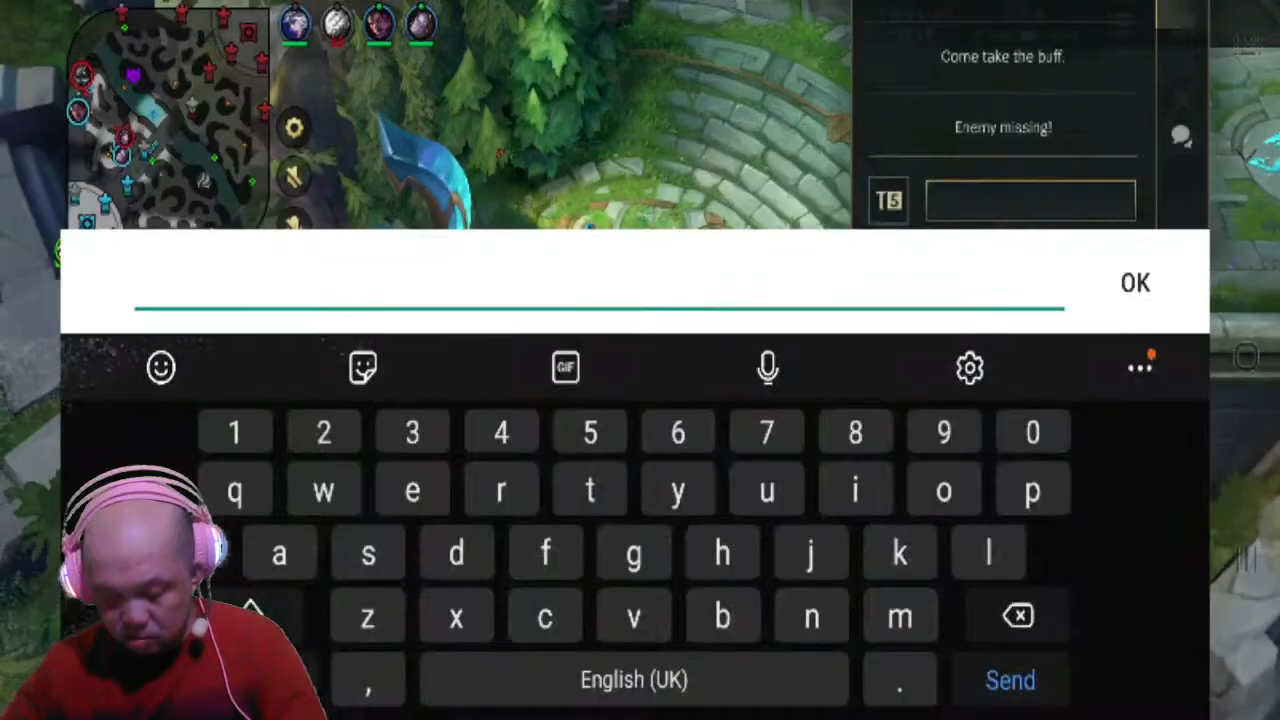 Come take the buff.
Enemy missing!
T5
OK
GIF
1 2 3 4 5 6 7 8 9 0
q w e r t y u i o p
a s d f g h j k l
z x c v b n m
, English (UK) . Send